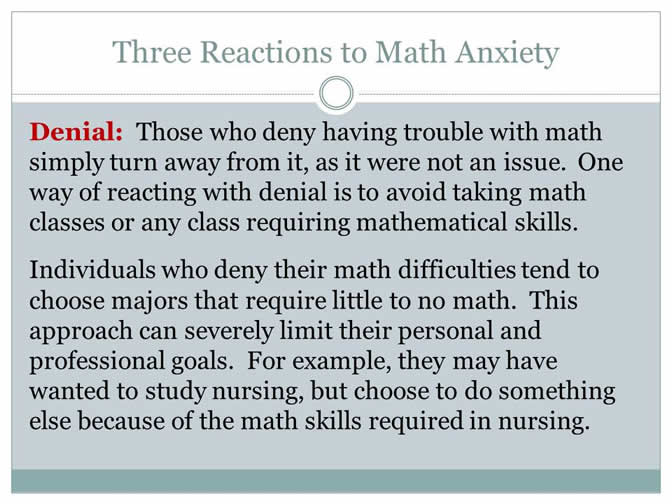 Three Reactions to Math Anxiety
Denial: Those who deny having trouble with math
simply turn away from it, as it were not an issue. One
way of reacting with denial is to avoid taking math
classes or any class requiring mathematical skills.
Individuals who deny their math difficulties tend to
choose majors that require little to no math. This
approach can severely limit their personal and
professional goals. For example, they may have
wanted to study nursing, but choose to do something
else because of the math skills required in nursing.